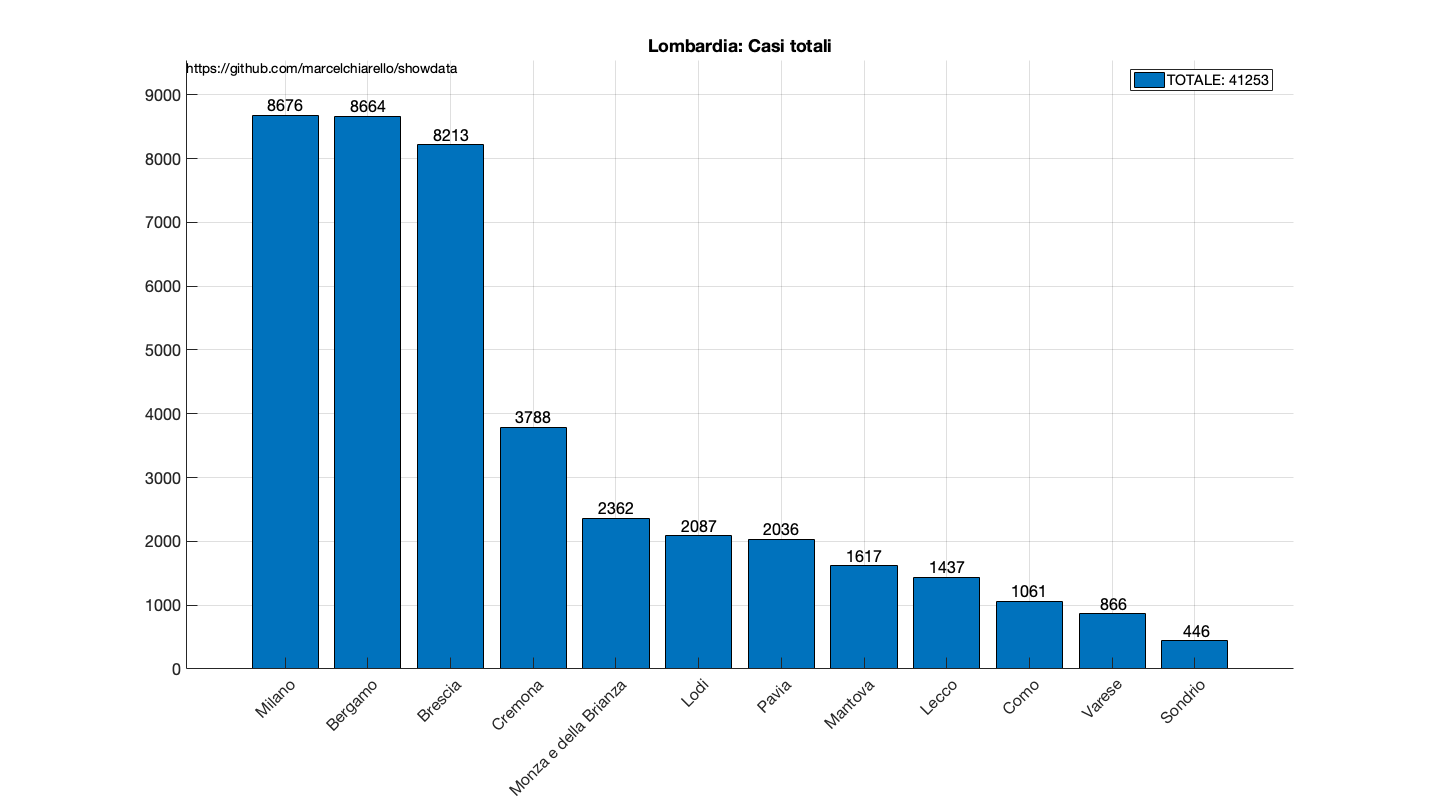 Lombardia: Casi totali
https://github.com/marcelchiarello/showdata
TOTALE: 41253
9000
8000
7000
6000
5000
4000
3000
2000
1000
0
8676
8664
8213
3788
2362
2087
2036
1617
1437
1061
866
446
Milano
Bergamo
Brescia
Cremona
Monza e della Brianza
Lodi
Pavia
Mantova
Lecco
Como
Varese
Sondrio